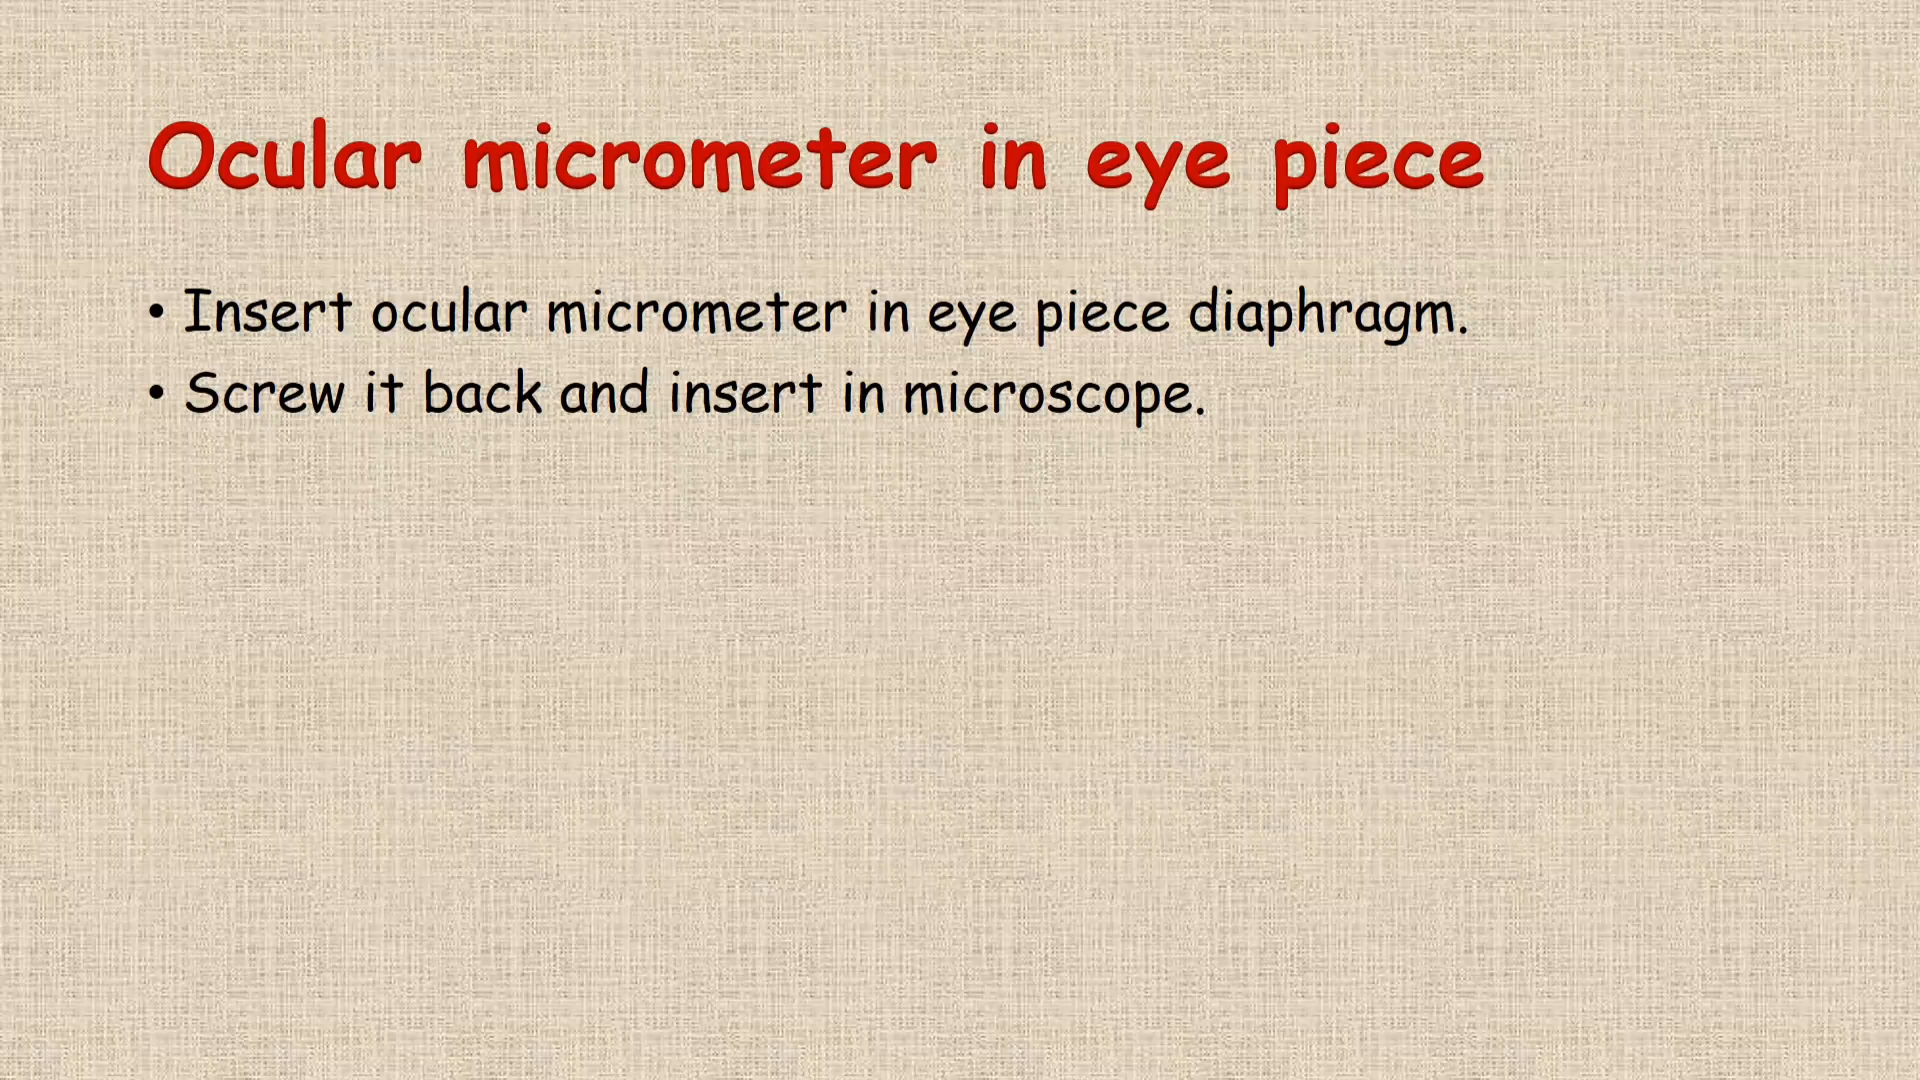 Ocular micrometer in eye piece
• Insert ocular micrometer in eye piece diaphragm.
• Screw it back and insert in microscope.